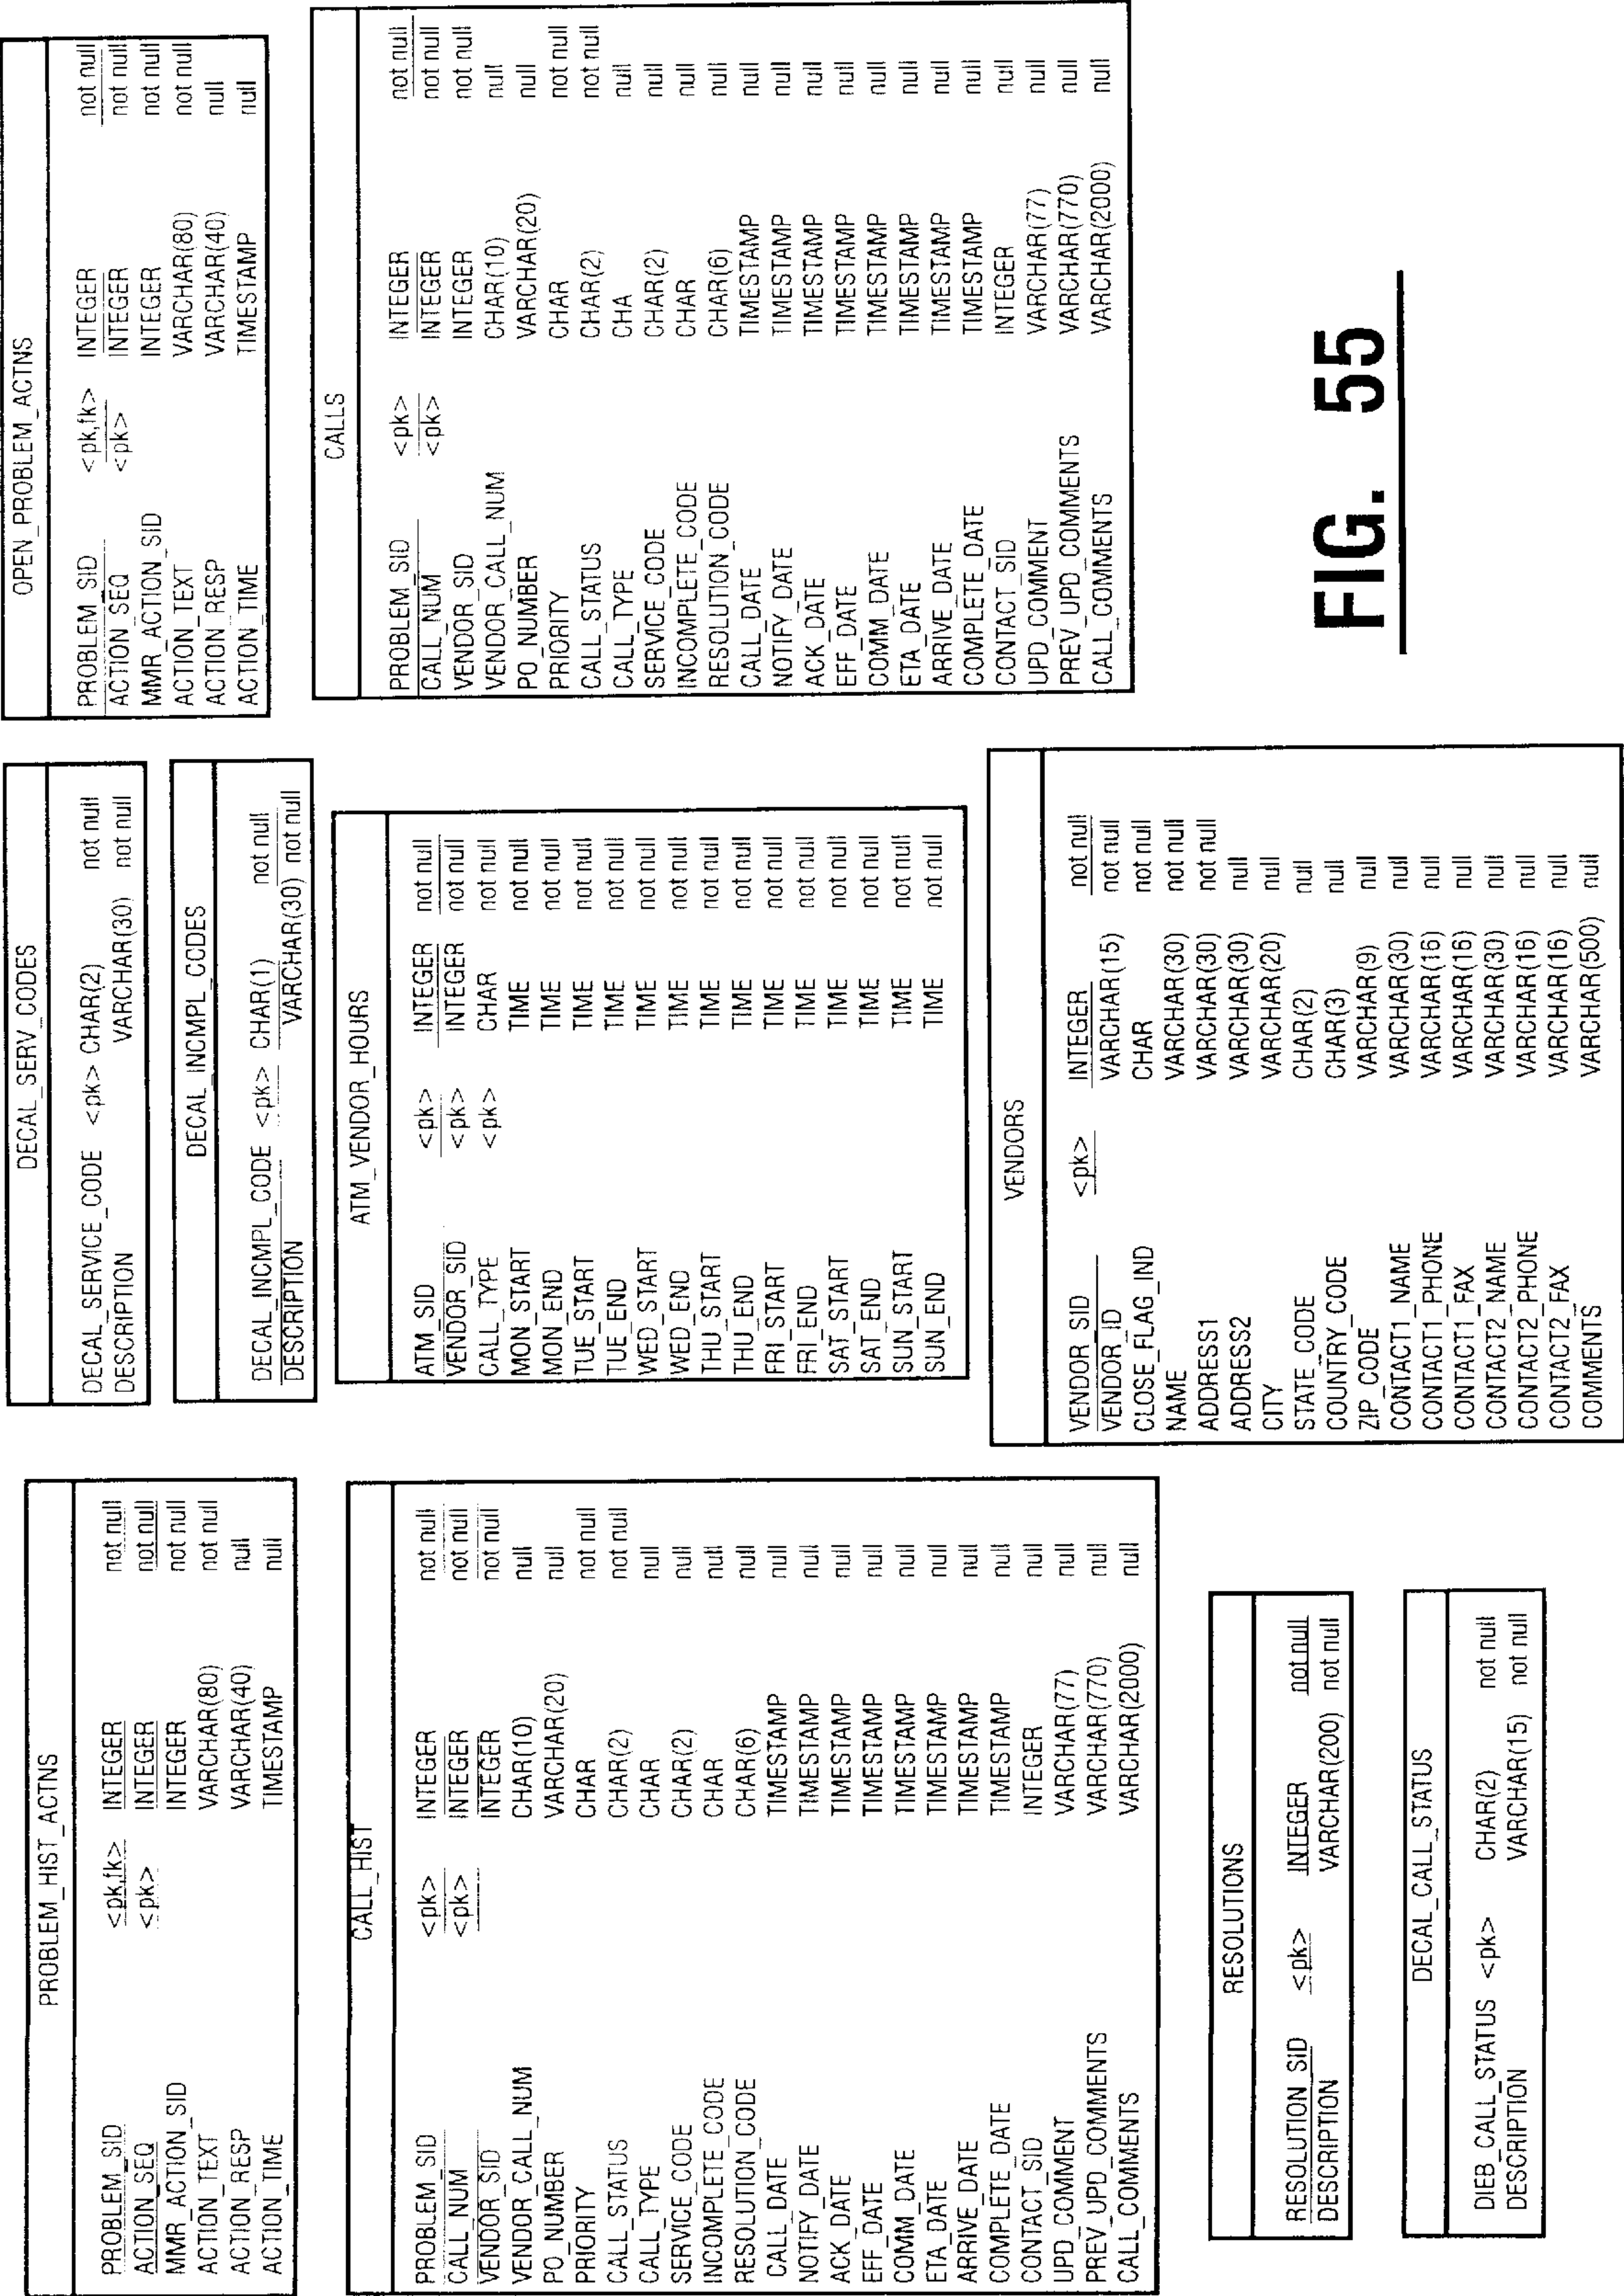 PROBLEM_HIST_ACTNS
PROBLEM_SID <pk,fk> INTEGER not null
ACTION_SEQ <pk> INTEGER not null
MMR_ACTION_SID INTEGER not null
ACTION_TEXT VARCHAR(80) not null
ACTION_RESP VARCHAR(40) null
ACTION_TIME TIMESTAMP null
CALL_HIST
PROBLEM_SID <pk> INTEGER not null
CALL_NUM <pk> INTEGER not null
VENDOR_SID INTEGER not null
VENDOR_CALL_NUM CHAR(10) null
PO_NUMBER VARCHAR(20) null
PRIORITY CHAR not null
CALL_STATUS CHAR(2) not null
CALL_TYPE CHAR null
SERVICE_CODE CHAR(2) null
INCOMPLETE_CODE CHAR null
RESOLUTION_CODE CHAR(6) null
CALL_DATE TIMESTAMP null
NOTIFY_DATE TIMESTAMP null
ACK_DATE TIMESTAMP null
EFF_DATE TIMESTAMP null
COMM_DATE TIMESTAMP null
ETA_DATE TIMESTAMP null
ARRIVE_DATE TIMESTAMP null
COMPLETE_DATE TIMESTAMP null
CONTACT_SID INTEGER null
UPD_COMMENT VARCHAR(77) null
PREV_UPD_COMMENTS VARCHAR(770) null
CALL_COMMENTS VARCHAR(2000) null
RESOLUTIONS
RESOLUTION_SID <pk> INTEGER not null
DESCRIPTION VARCHAR(200) not null
DECAL_CALL_STATUS
DIEB_CALL_STATUS <pk> CHAR(2) not null
DESCRIPTION VARCHAR(15) not null
DECAL_SERV_CODES
DECAL_SERVICE_CODE <pk> CHAR(2) not null
DESCRIPTION VARCHAR(30) not null
DECAL_INCMPL_CODES
DECAL_INCMPL_CODE <pk> CHAR(1) not null
DESCRIPTION VARCHAR(30) not null
ATM_VENDOR_HOURS
ATM_SID <pk> INTEGER not null
VENDOR_SID <pk> INTEGER not null
CALL_TYPE <pk> CHAR not null
MON_START TIME not null
MON_END TIME not null
TUE_START TIME not null
TUE_END TIME not null
WED_START TIME not null
WED_END TIME not null
THU_START TIME not null
THU_END TIME not null
FRI_START TIME not null
FRI_END TIME not null
SAT_START TIME not null
SAT_END TIME not null
SUN_START TIME not null
SUN_END TIME not null
VENDORS
VENDOR_SID <pk> INTEGER not null
VENDOR_ID VARCHAR(15) not null
CLOSE_FLAG_IND CHAR not null
NAME VARCHAR(30) not null
ADDRESS1 VARCHAR(30) not null
ADDRESS2 VARCHAR(30) null
CITY VARCHAR(20) null
STATE_CODE CHAR(2) null
COUNTRY_CODE CHAR(3) null
ZIP_CODE VARCHAR(9) null
CONTACT1_NAME VARCHAR(30) null
CONTACT1_PHONE VARCHAR(16) null
CONTACT1_FAX VARCHAR(16) null
CONTACT2_NAME VARCHAR(30) null
CONTACT2_PHONE VARCHAR(16) null
CONTACT2_FAX VARCHAR(16) null
COMMENTS VARCHAR(500) null
OPEN_PROBLEM_ACTNS
PROBLEM_SID <pk,fk> INTEGER not null
ACTION_SEQ <pk> INTEGER not null
MMR_ACTION_SID INTEGER not null
ACTION_TEXT VARCHAR(80) not null
ACTION_RESP VARCHAR(40) null
ACTION_TIME TIMESTAMP null
CALLS
PROBLEM_SID <pk> INTEGER not null
CALL_NUM <pk> INTEGER not null
VENDOR_SID INTEGER not null
VENDOR_CALL_NUM CHAR(10) null
PO_NUMBER VARCHAR(20) null
PRIORITY CHAR not null
CALL_STATUS CHAR(2) not null
CALL_TYPE CHA null
SERVICE_CODE CHAR(2) null
INCOMPLETE_CODE CHAR null
RESOLUTION_CODE CHAR(6) null
CALL_DATE TIMESTAMP null
NOTIFY_DATE TIMESTAMP null
ACK_DATE TIMESTAMP null
EFF_DATE TIMESTAMP null
COMM_DATE TIMESTAMP null
ETA_DATE TIMESTAMP null
ARRIVE_DATE TIMESTAMP null
COMPLETE_DATE TIMESTAMP null
CONTACT_SID INTEGER null
UPD_COMMENT VARCHAR(77) null
PREV_UPD_COMMENTS VARCHAR(770) null
CALL_COMMENTS VARCHAR(2000) null
FIG. 55